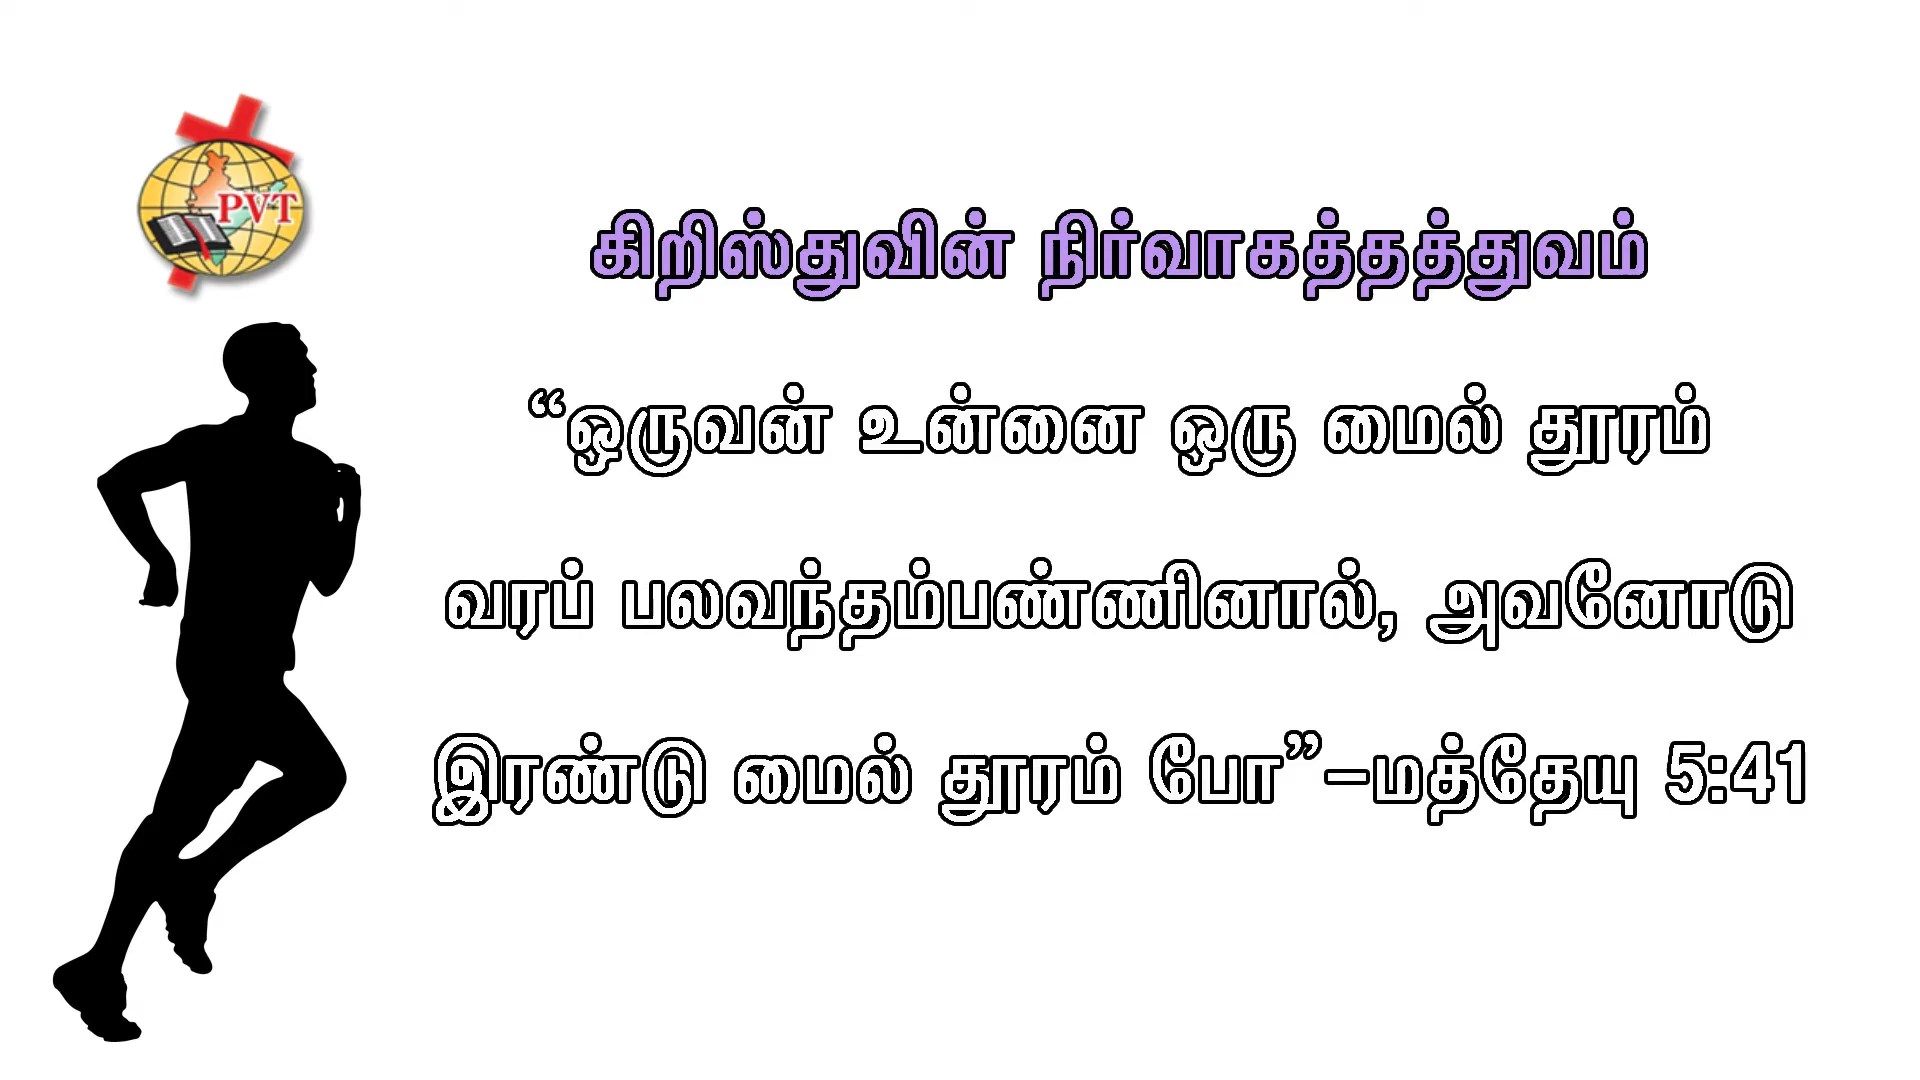 PVT
கிறிஸ்துவின் நிர்வாகத்தத்துவம்
“ஒருவன் உன்னை ஒரு மைல் தூரம்
வரப் பலவந்தம்பண்ணினால், அவனோடு
இரண்டு மைல் தூரம் போ”-மத்தேயு 5:41